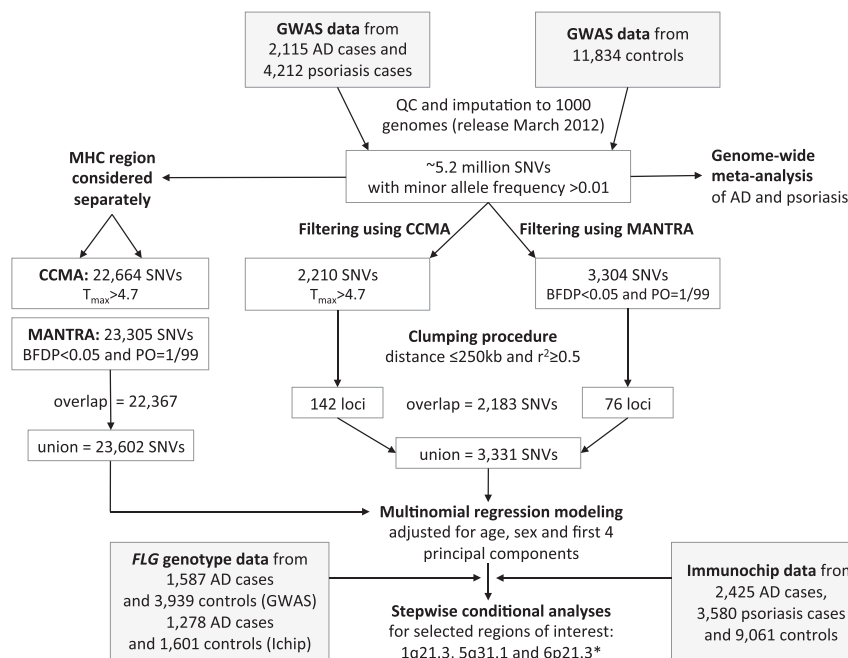 GWAS data from
2,115 AD cases and
4,212 psoriasis cases
GWAS data from
11,834 controls
QC and imputation to 1000
genomes (release March 2012)
MHC region
considered
separately
~5.2 million SNVs
with minor allele frequency >0.01
Genome-wide
meta-analysis
of AD and psoriasis
Filtering using CCMA
Filtering using MANTRA
CCMA: 22,664 SNVs
Tmax>4.7
2,210 SNVs
Tmax>4.7
3,304 SNVs
BFDP<0.05 and PO=1/99
MANTRA: 23,305 SNVs
BFDP<0.05 and PO=1/99
Clumping procedure
distance ≤250kb and r²≥0.5
overlap = 22,367
142 loci
overlap = 2,183 SNVs
76 loci
union = 23,602 SNVs
union = 3,331 SNVs
Multinomial regression modeling
adjusted for age, sex and first 4
principal components
FLG genotype data from
1,587 AD cases
and 3,939 controls (GWAS)
1,278 AD cases
and 1,601 controls (Ichip)
Immunochip data from
2,425 AD cases,
3,580 psoriasis cases
and 9,061 controls
Stepwise conditional analyses
for selected regions of interest:
1q21.3, 5q31.1 and 6p21.3*